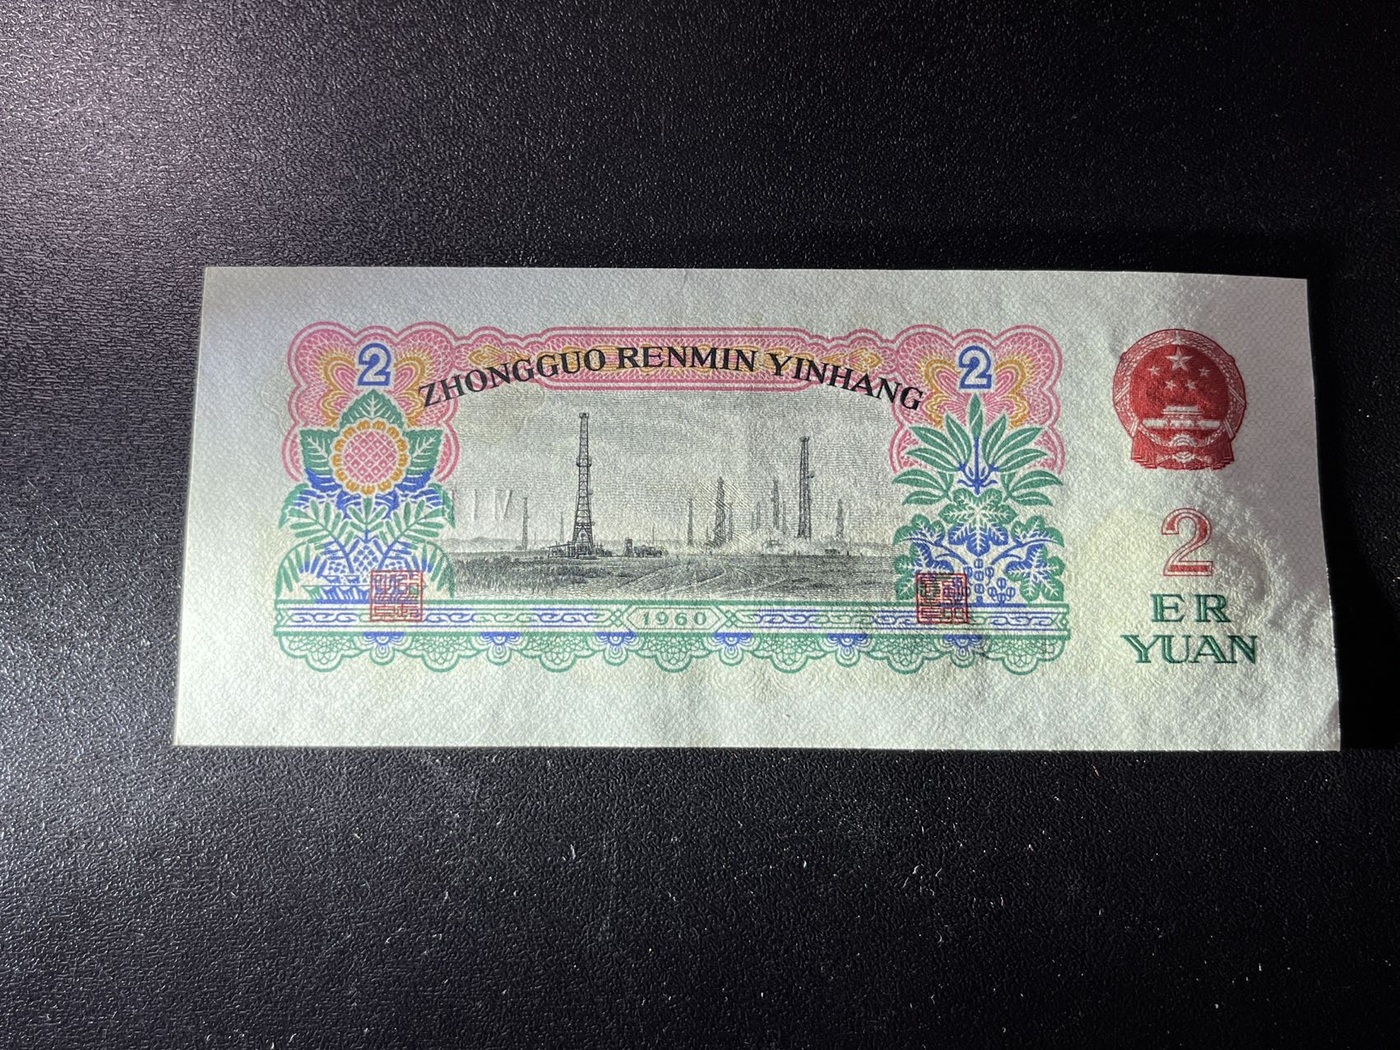 2
ZHONGGUO RENMIN YINHANG
2
1960
2
ER
YUAN